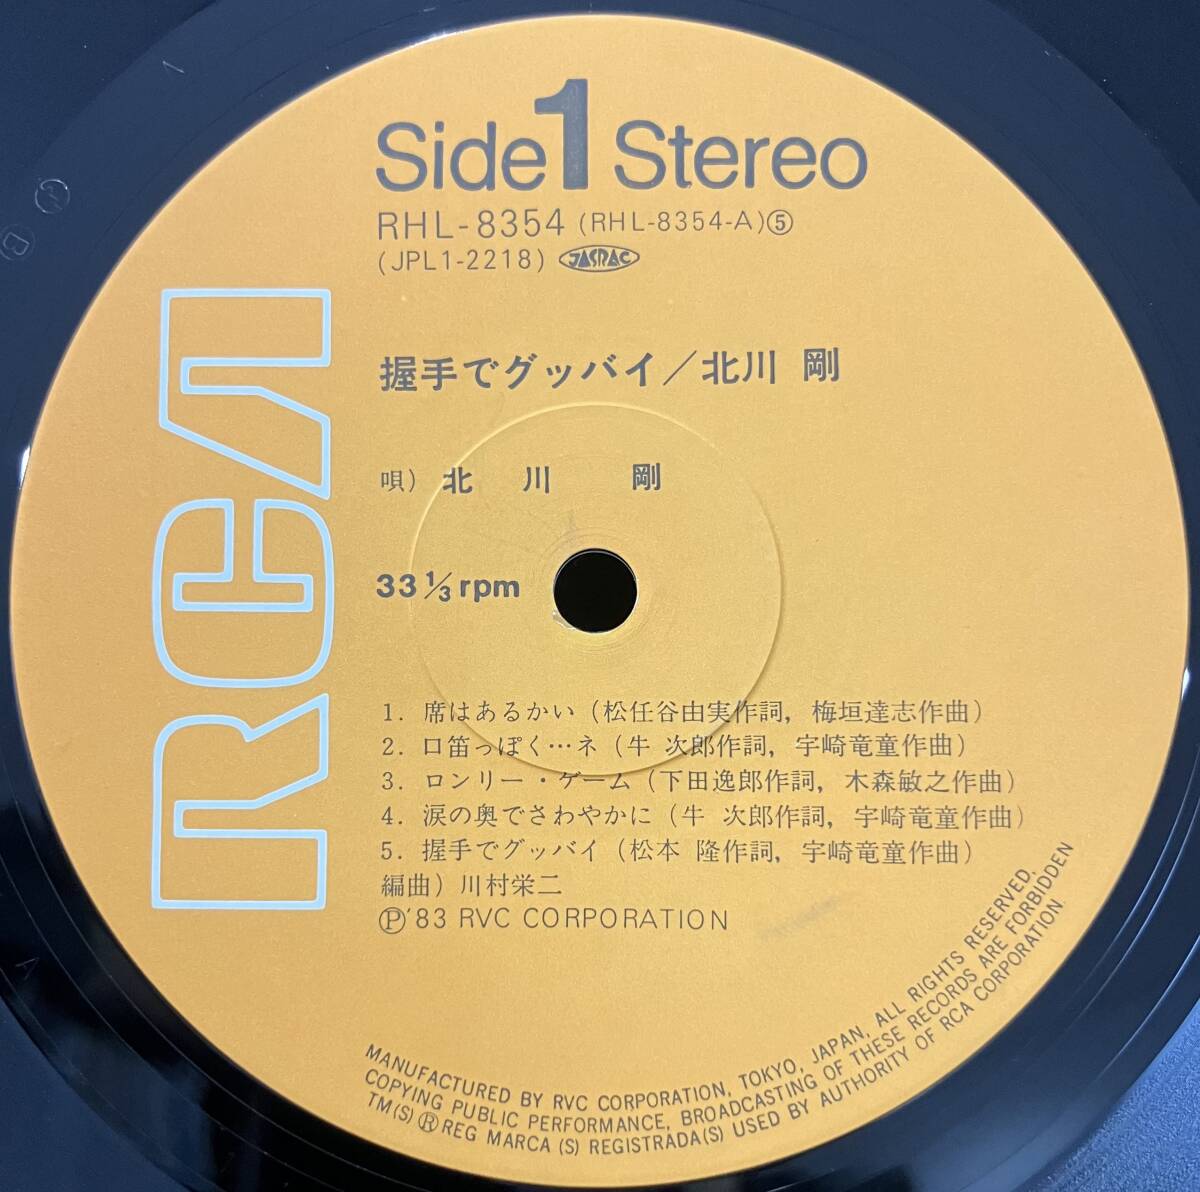 Side 1 Stereo
RHL-8354 (RHL-8354-A)⑤
(JPL1-2218) JASRAC
RCA
握手でグッバイ／北川 剛
唄) 北 川 剛
33 1/3 rpm
1. 席はあるかい (松任谷由実作詞, 梅垣達志作曲)
2. 口笛っぽく…ネ (牛 次郎作詞, 宇崎竜童作曲)
3. ロンリー・ゲーム (下田逸郎作詞, 木森敏之作曲)
4. 涙の奥でさわやかに (牛 次郎作詞, 宇崎竜童作曲)
5. 握手でグッバイ (松本 隆作詞, 宇崎竜童作曲)
編曲) 川村栄二
Ⓟ'83 RVC CORPORATION
MANUFACTURED BY RVC CORPORATION, TOKYO, JAPAN, ALL RIGHTS RESERVED.
COPYING PUBLIC PERFORMANCE, BROADCASTING OF THESE RECORDS ARE FORBIDDEN
TM(S) ® REG MARCA (S) REGISTRADA(S) USED BY AUTHORITY OF RCA CORPORATION.